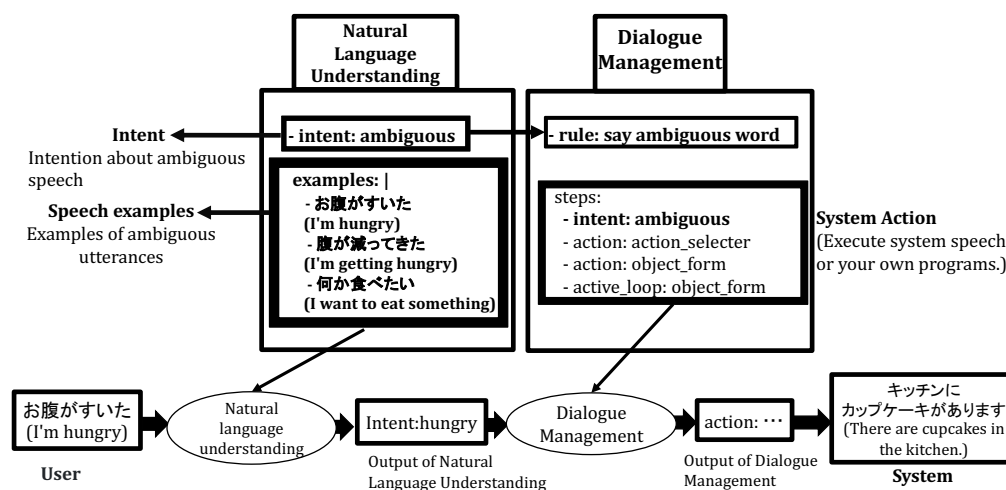 Natural
Language
Understanding
Dialogue
Management
Intent
Intention about ambiguous
speech
- intent: ambiguous
- rule: say ambiguous word
Speech examples
Examples of ambiguous
utterances
examples: |
- お腹がすいた
(I'm hungry)
- 腹が減ってきた
(I'm getting hungry)
- 何か食べたい
(I want to eat something)
steps:
- intent: ambiguous
- action: action_selecter
- action: object_form
- active_loop: object_form
System Action
(Execute system speech
or your own programs.)
お腹がすいた
(I'm hungry)
User
Natural
language
understanding
Intent:hungry
Output of Natural
Language Understanding
Dialogue
Management
action: ⋯
Output of Dialogue
Management
キッチンに
カップケーキがあります
(There are cupcakes in
the kitchen.)
System